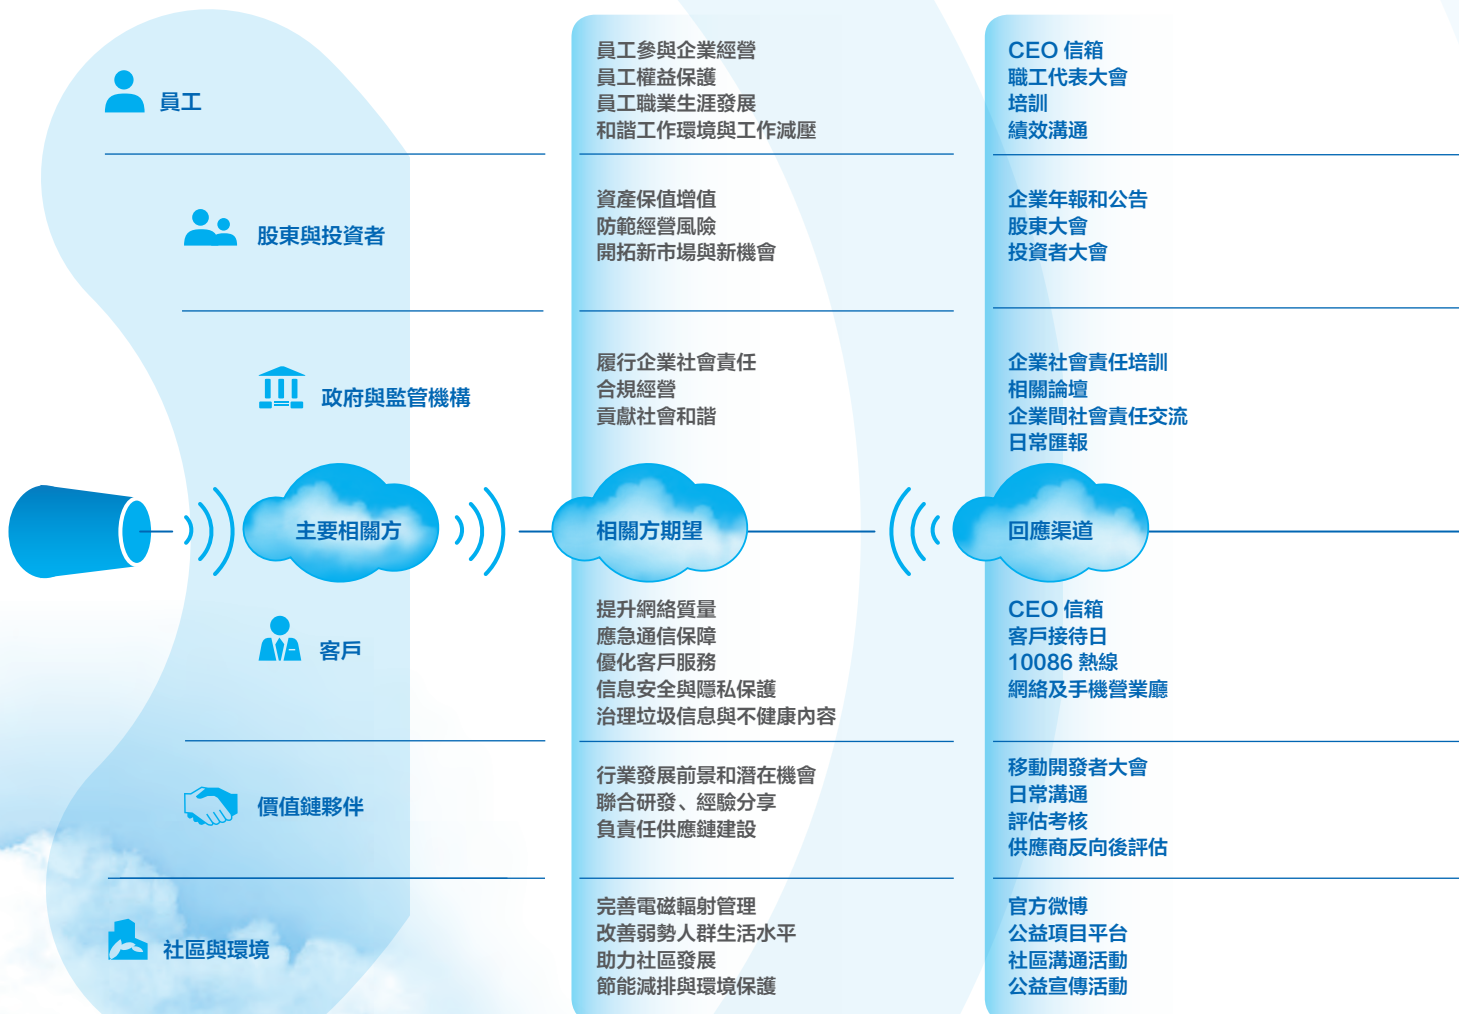 員工
員工參與企業經營
員工權益保護
員工職業生涯發展
和諧工作環境與工作減壓
CEO 信箱
職工代表大會
培訓
績效溝通
股東與投資者
資產保值增值
防範經營風險
開拓新市場與新機會
企業年報和公告
股東大會
投資者大會
政府與監管機構
履行企業社會責任
合規經營
貢獻社會和諧
企業社會責任培訓
相關論壇
企業間社會責任交流
日常匯報
主要相關方
相關方期望
回應渠道
客戶
提升網絡質量
應急通信保障
優化客戶服務
信息安全與隱私保護
治理垃圾信息與不健康內容
CEO 信箱
客戶接待日
10086 熱線
網絡及手機營業廳
價值鏈夥伴
行業發展前景和潛在機會
聯合研發、經驗分享
負責任供應鏈建設
移動開發者大會
日常溝通
評估考核
供應商反向後評估
社區與環境
完善電磁輻射管理
改善弱勢人群生活水平
助力社區發展
節能減排與環境保護
官方微博
公益項目平台
社區溝通活動
公益宣傳活動